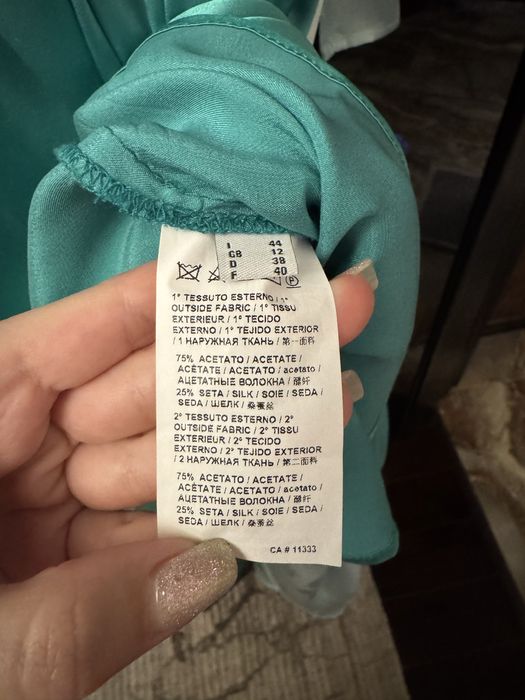 I 44
GB 12
D 38
F 40
P
1° TESSUTO ESTERNO / 1°
OUTSIDE FABRIC / 1° TISSU
EXTERIEUR / 1° TECIDO
EXTERNO / 1° TEJIDO EXTERIOR
/ 1 НАРУЖНАЯ ТКАНЬ / 第一面料
75% ACETATO / ACETATE /
ACÉTATE / ACETATO / acetato /
АЦЕТАТНЫЕ ВОЛОКНА / 醋纤
25% SETA / SILK / SOIE / SEDA /
SEDA / ШЕЛК / 桑蚕丝
2° TESSUTO ESTERNO / 2°
OUTSIDE FABRIC / 2° TISSU
EXTERIEUR / 2° TECIDO
EXTERNO / 2° TEJIDO EXTERIOR
/ 2 НАРУЖНАЯ ТКАНЬ / 第二面料
75% ACETATO / ACETATE /
ACÉTATE / ACETATO / acetato /
АЦЕТАТНЫЕ ВОЛОКНА / 醋纤
25% SETA / SILK / SOIE / SEDA /
SEDA / ШЕЛК / 桑蚕丝
CA # 11333